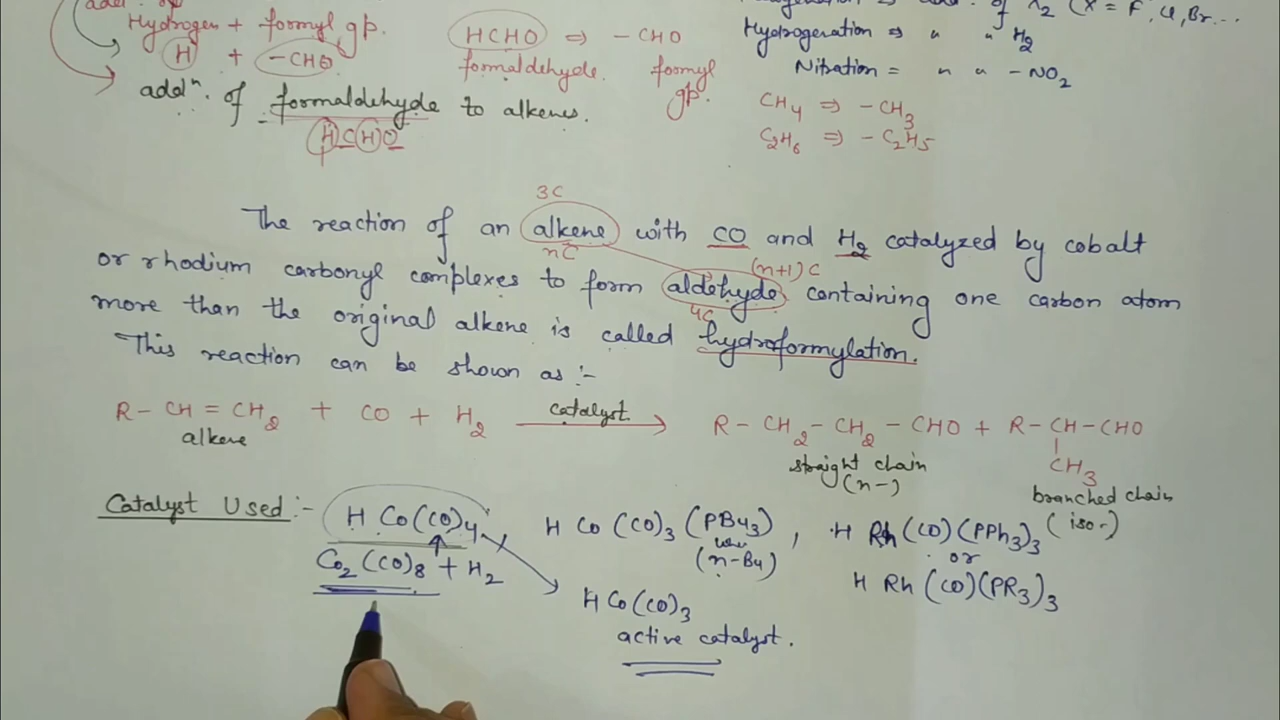 Hydrogen + formyl gp.
H + -CHO
addn. of formaldehyde to alkenes.
HCHO
HCHO ⇒ -CHO
formaldehyde. formyl gp.
of X2 (X = F, Cl, Br...
Hydrogenation ⇒ " " H2
Nitration = " " -NO2
CH4 ⇒ -CH3
C2H6 ⇒ -C2H5
3C
The reaction of an alkene with CO and H2 catalyzed by cobalt
nC (n+1)C
or rhodium carbonyl complexes to form aldehyde containing one carbon atom
4C
more than the original alkene is called hydroformylation.
This reaction can be shown as :-
R-CH=CH2 + CO + H2 catalyst → R-CH2-CH2-CHO + R-CH-CHO
alkene
CH3
straight chain (n-)
branched chain (iso-)
Catalyst Used :- H Co(CO)4 H Co (CO)3 (PBu3), H Rh(CO)(PPh3)3
(n-Bu) or
Co2(CO)8 + H2 H Rh (CO)(PR3)3
H Co(CO)3
active catalyst.